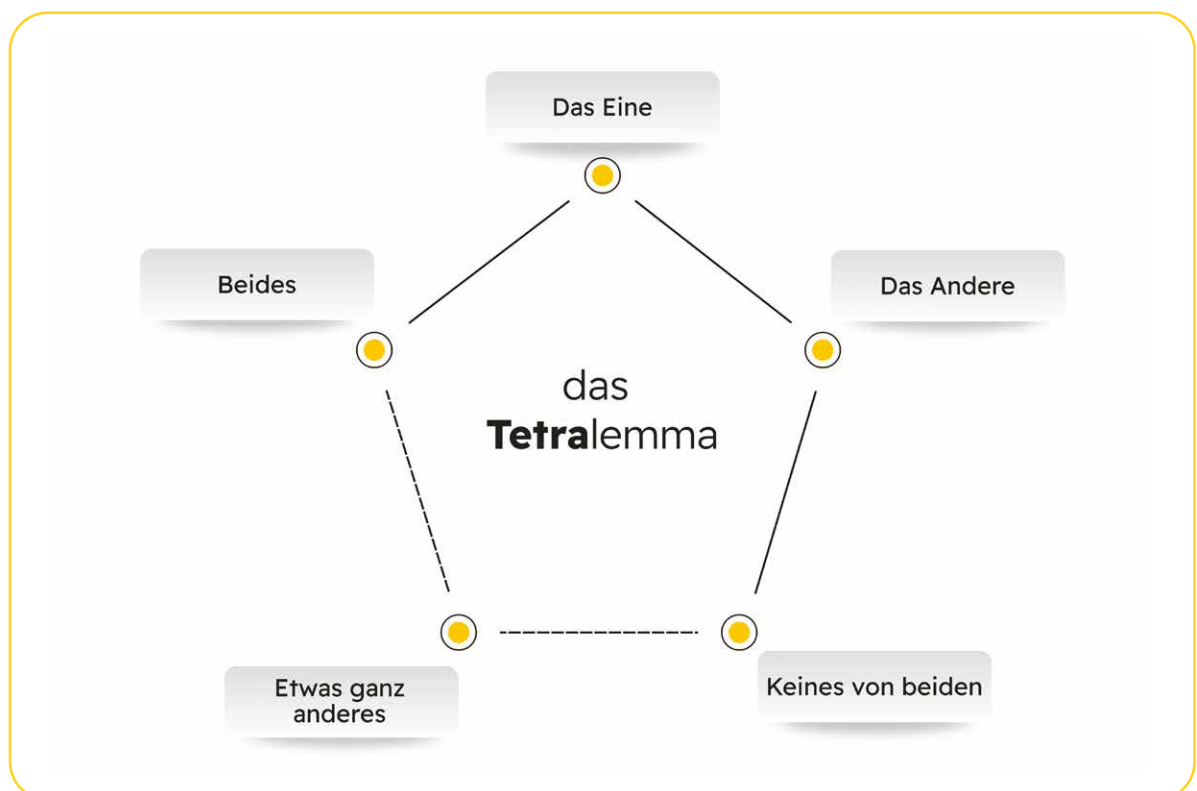 Das Eine
Beides
Das Andere
das
Tetralemma
Etwas ganz
anderes
Keines von beiden